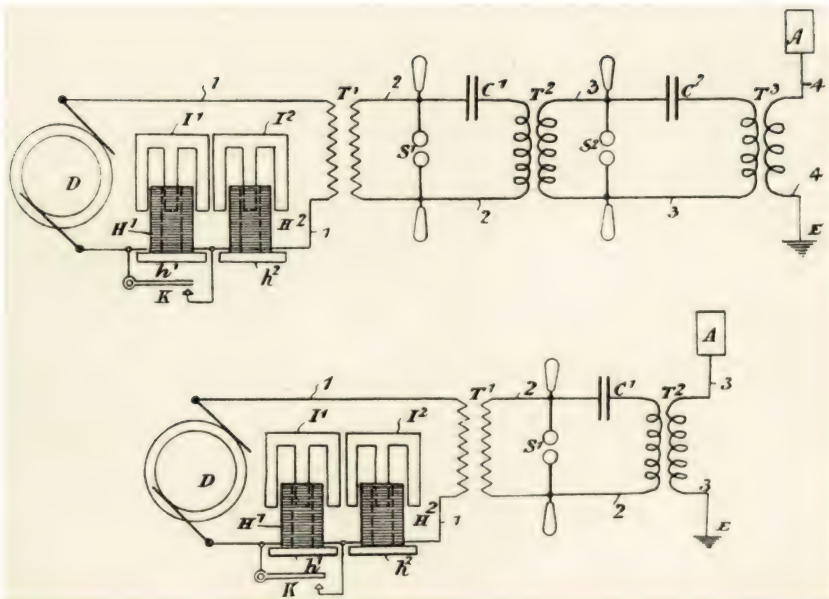 A
1 2 C¹ 3 C² 4
T¹ T² T³
I¹ I²
S¹ S²
D
H¹ H² 1 2 3 4
E
h¹ h²
K
A
1 2 C¹ 3
T¹ T²
I¹ I²
S¹
D
H¹ H² 1 2 3
E
h¹ h²
K